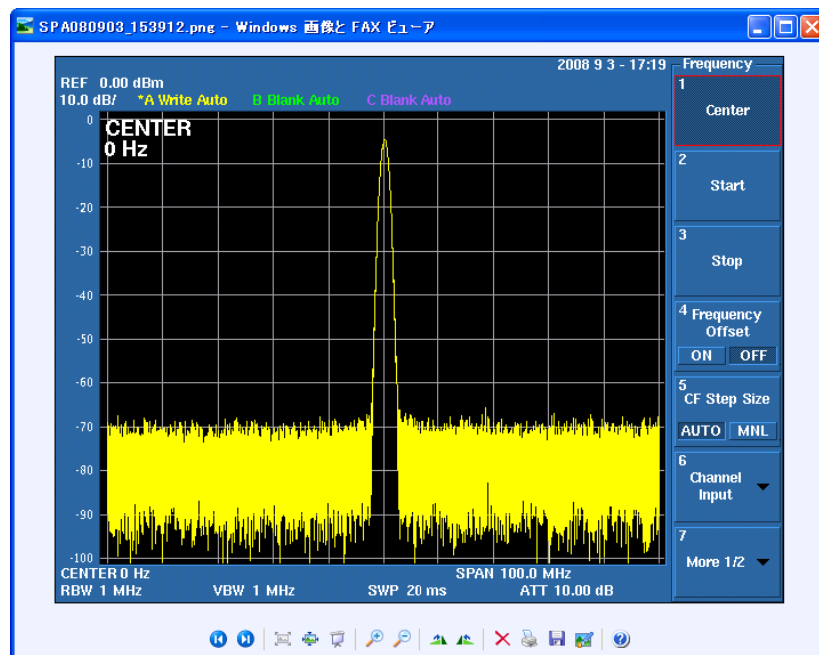 SPA080903_153912.png - Windows 画像と FAX ビューア
2008 9 3 - 17:19
REF 0.00 dBm
10.0 dB/ *A Write Auto B Blank Auto C Blank Auto
CENTER
0 Hz
0
-10
-20
-30
-40
-50
-60
-70
-80
-90
-100
CENTER 0 Hz SPAN 100.0 MHz
RBW 1 MHz VBW 1 MHz SWP 20 ms ATT 10.00 dB
Frequency
1
Center
2
Start
3
Stop
4 Frequency
Offset
ON OFF
5
CF Step Size
AUTO MNL
6
Channel
Input
7
More 1/2